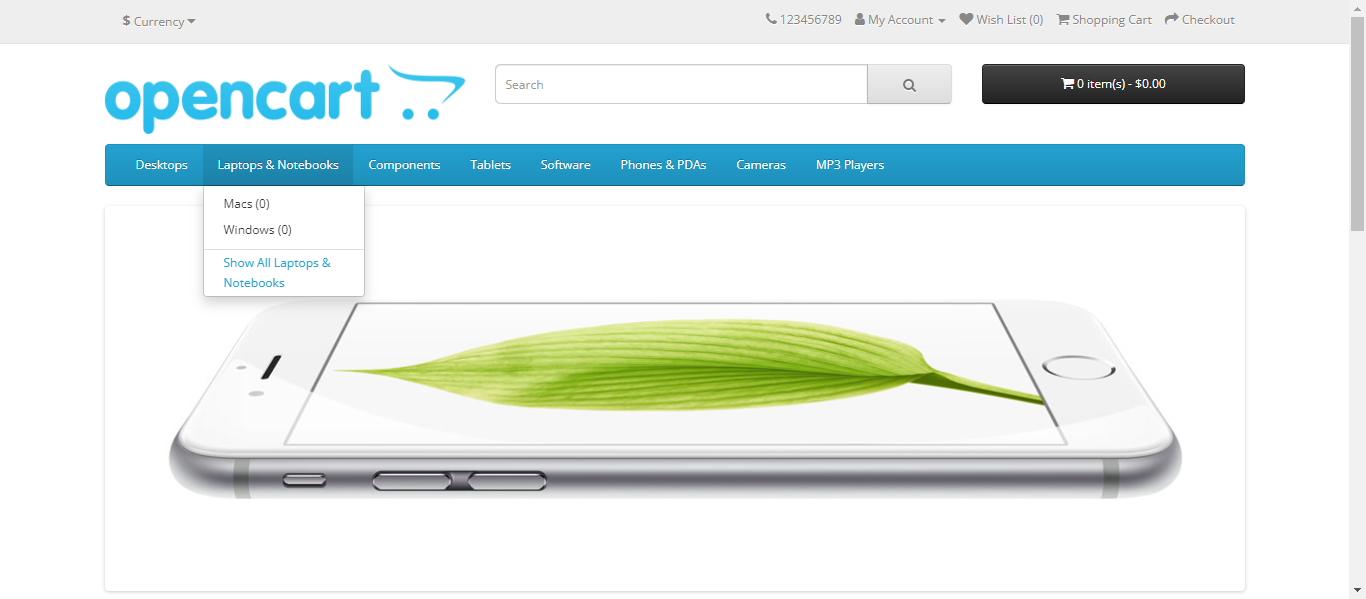 $ Currency
123456789 My Account Wish List (0) Shopping Cart Checkout
opencart
Search
0 item(s) - $0.00
Desktops Laptops & Notebooks Components Tablets Software Phones & PDAs Cameras MP3 Players
Macs (0)
Windows (0)
Show All Laptops &
Notebooks